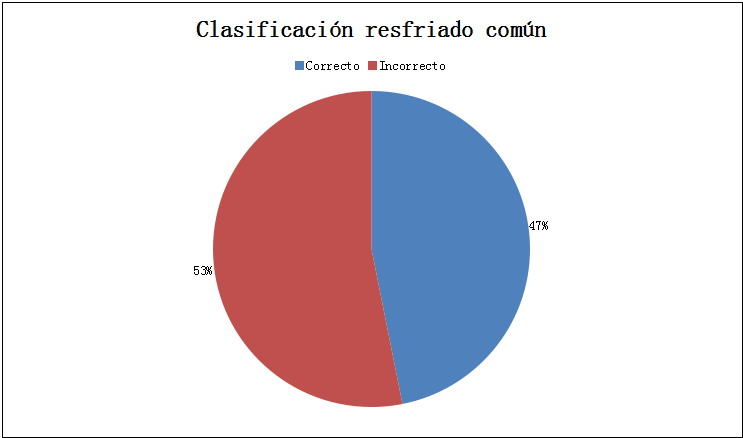 Clasificación resfriado común
Correcto Incorrecto
47%
53%